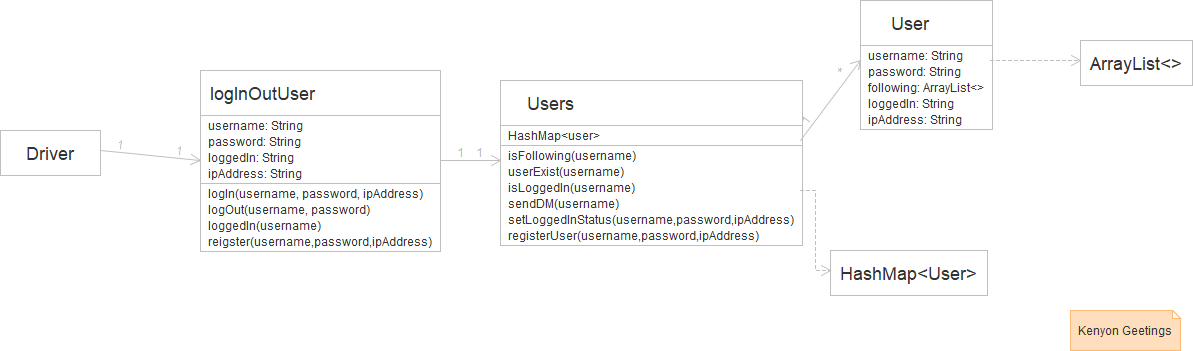 Driver
1
1
logInOutUser
username: String
password: String
loggedIn: String
ipAddress: String
logIn(username, password, ipAddress)
logOut(username, password)
loggedIn(username)
reigster(username,password,ipAddress)
1 1
Users
HashMap<user>
isFollowing(username)
userExist(username)
isLoggedIn(username)
sendDM(username)
setLoggedInStatus(username,password,ipAddress)
registerUser(username,password,ipAddress)
*
User
username: String
password: String
following: ArrayList<>
loggedIn: String
ipAddress: String
ArrayList<>
HashMap<User>
Kenyon Geetings